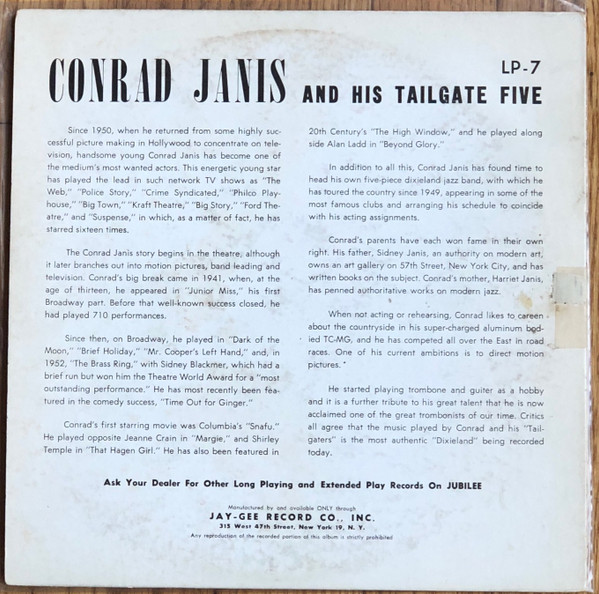 LP-7
CONRAD JANIS AND HIS TAILGATE FIVE
Since 1950, when he returned from some highly suc-
cessful picture making in Hollywood to concentrate on tele-
vision, handsome young Conrad Janis has become one of
the medium's most wanted actors. This energetic young star
has played the lead in such network TV shows as "The
Web," "Police Story," "Crime Syndicated," "Philco Play-
house," "Big Town," "Kraft Theatre," "Big Story," "Ford The-
atre," and "Suspense," in which, as a matter of fact, he has
starred sixteen times.
The Conrad Janis story begins in the theatre, although
it later branches out into motion pictures, band leading and
television. Conrad's big break came in 1941, when, at the
age of thirteen, he appeared in "Junior Miss," his first
Broadway part. Before that well-known success closed, he
had played 710 performances.
Since then, on Broadway, he played in "Dark of the
Moon," "Brief Holiday," "Mr. Cooper's Left Hand," and, in
1952, "The Brass Ring," with Sidney Blackmer, which had a
brief run but won him the Theatre World Award for a "most
outstanding performance." He has most recently been fea-
tured in the comedy success, "Time Out for Ginger."
Conrad's first starring movie was Columbia's "Snafu."
He played opposite Jeanne Crain in "Margie," and Shirley
Temple in "That Hagen Girl." He has also been featured in
20th Century's "The High Window," and he played along
side Alan Ladd in "Beyond Glory."
In addition to all this, Conrad Janis has found time to
head his own five-piece dixieland jazz band, with which he
has toured the country since 1949, appearing in some of the
most famous clubs and arranging his schedule to coincide
with his acting assignments.
Conrad's parents have each won fame in their own
right. His father, Sidney Janis, an authority on modern art,
owns an art gallery on 57th Street, New York City, and has
written books on the subject. Conrad's mother, Harriet Janis,
has penned authoritative works on modern jazz.
When not acting or rehearsing, Conrad likes to careen
about the countryside in his super-charged aluminum bod-
ied TC-MG, and he has competed all over the East in road
races. One of his current ambitions is to direct motion
pictures.
He started playing trombone and guiter as a hobby
and it is a further tribute to his great talent that he is now
acclaimed one of the great trombonists of our time. Critics
all agree that the music played by Conrad and his "Tail-
gaters" is the most authentic "Dixieland" being recorded
today.
Ask Your Dealer For Other Long Playing and Extended Play Records On JUBILEE
Manufactured by and available ONLY through
JAY-GEE RECORD CO., INC.
315 West 47th Street, New York 19, N. Y.
Any reproduction of the recorded portion of this album is strictly prohibited